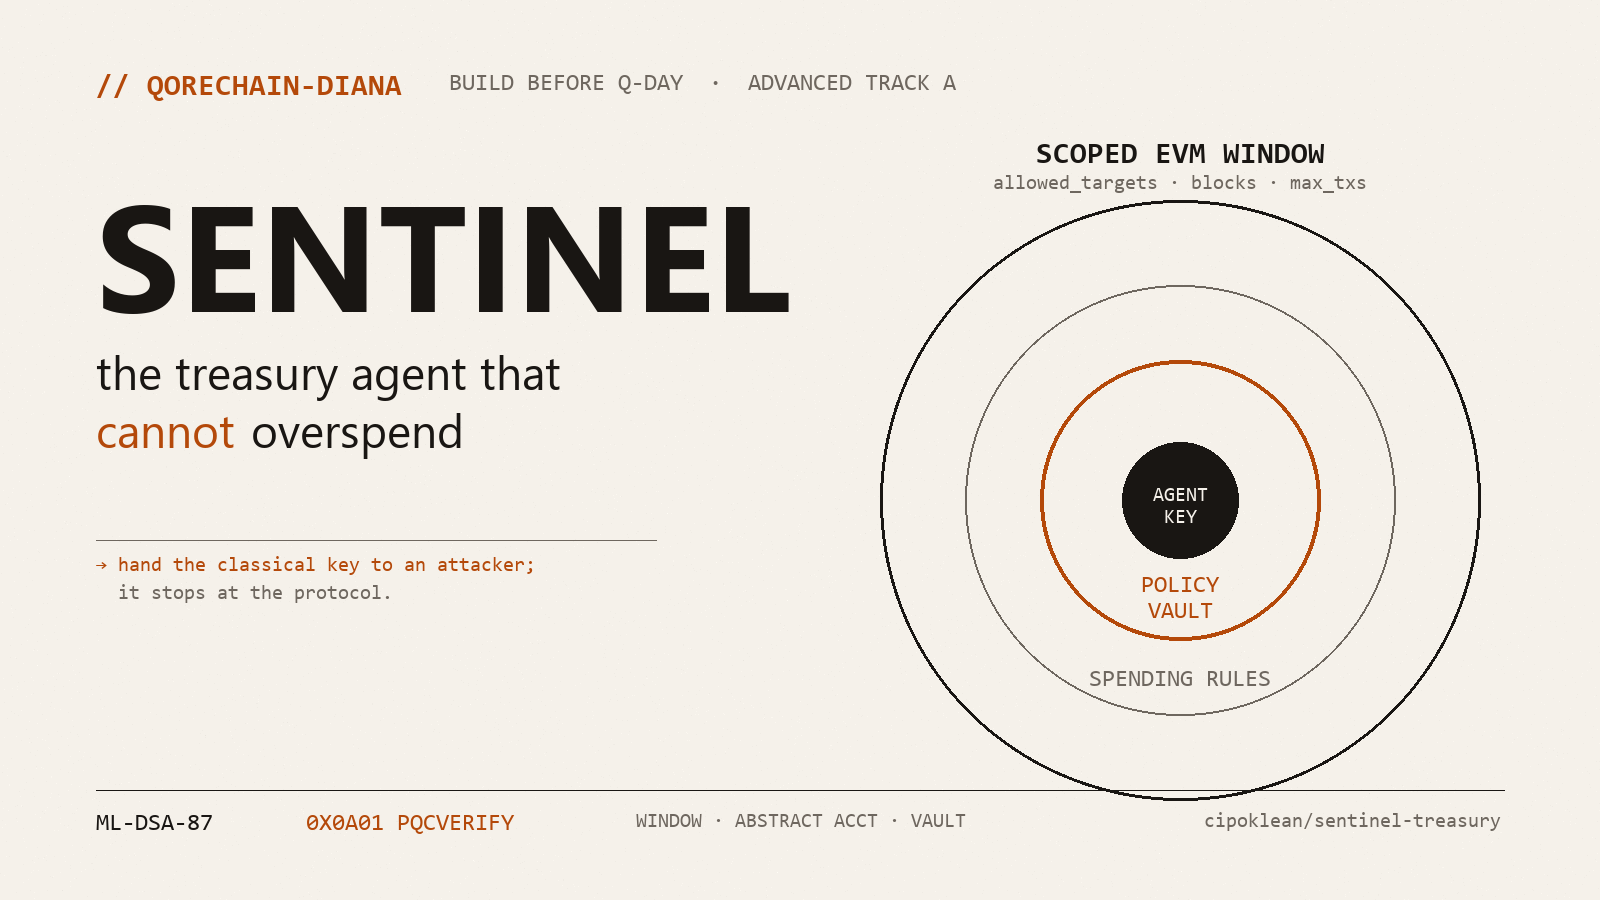 // QORECHAIN-DIANA BUILD BEFORE Q-DAY · ADVANCED TRACK A
SENTINEL
the treasury agent that
cannot overspend
→ hand the classical key to an attacker;
it stops at the protocol.
SCOPED EVM WINDOW
allowed_targets · blocks · max_txs
AGENT
KEY
POLICY
VAULT
SPENDING RULES
ML-DSA-87 0X0A01 PQCVERIFY WINDOW · ABSTRACT ACCT · VAULT cipoklean/sentinel-treasury